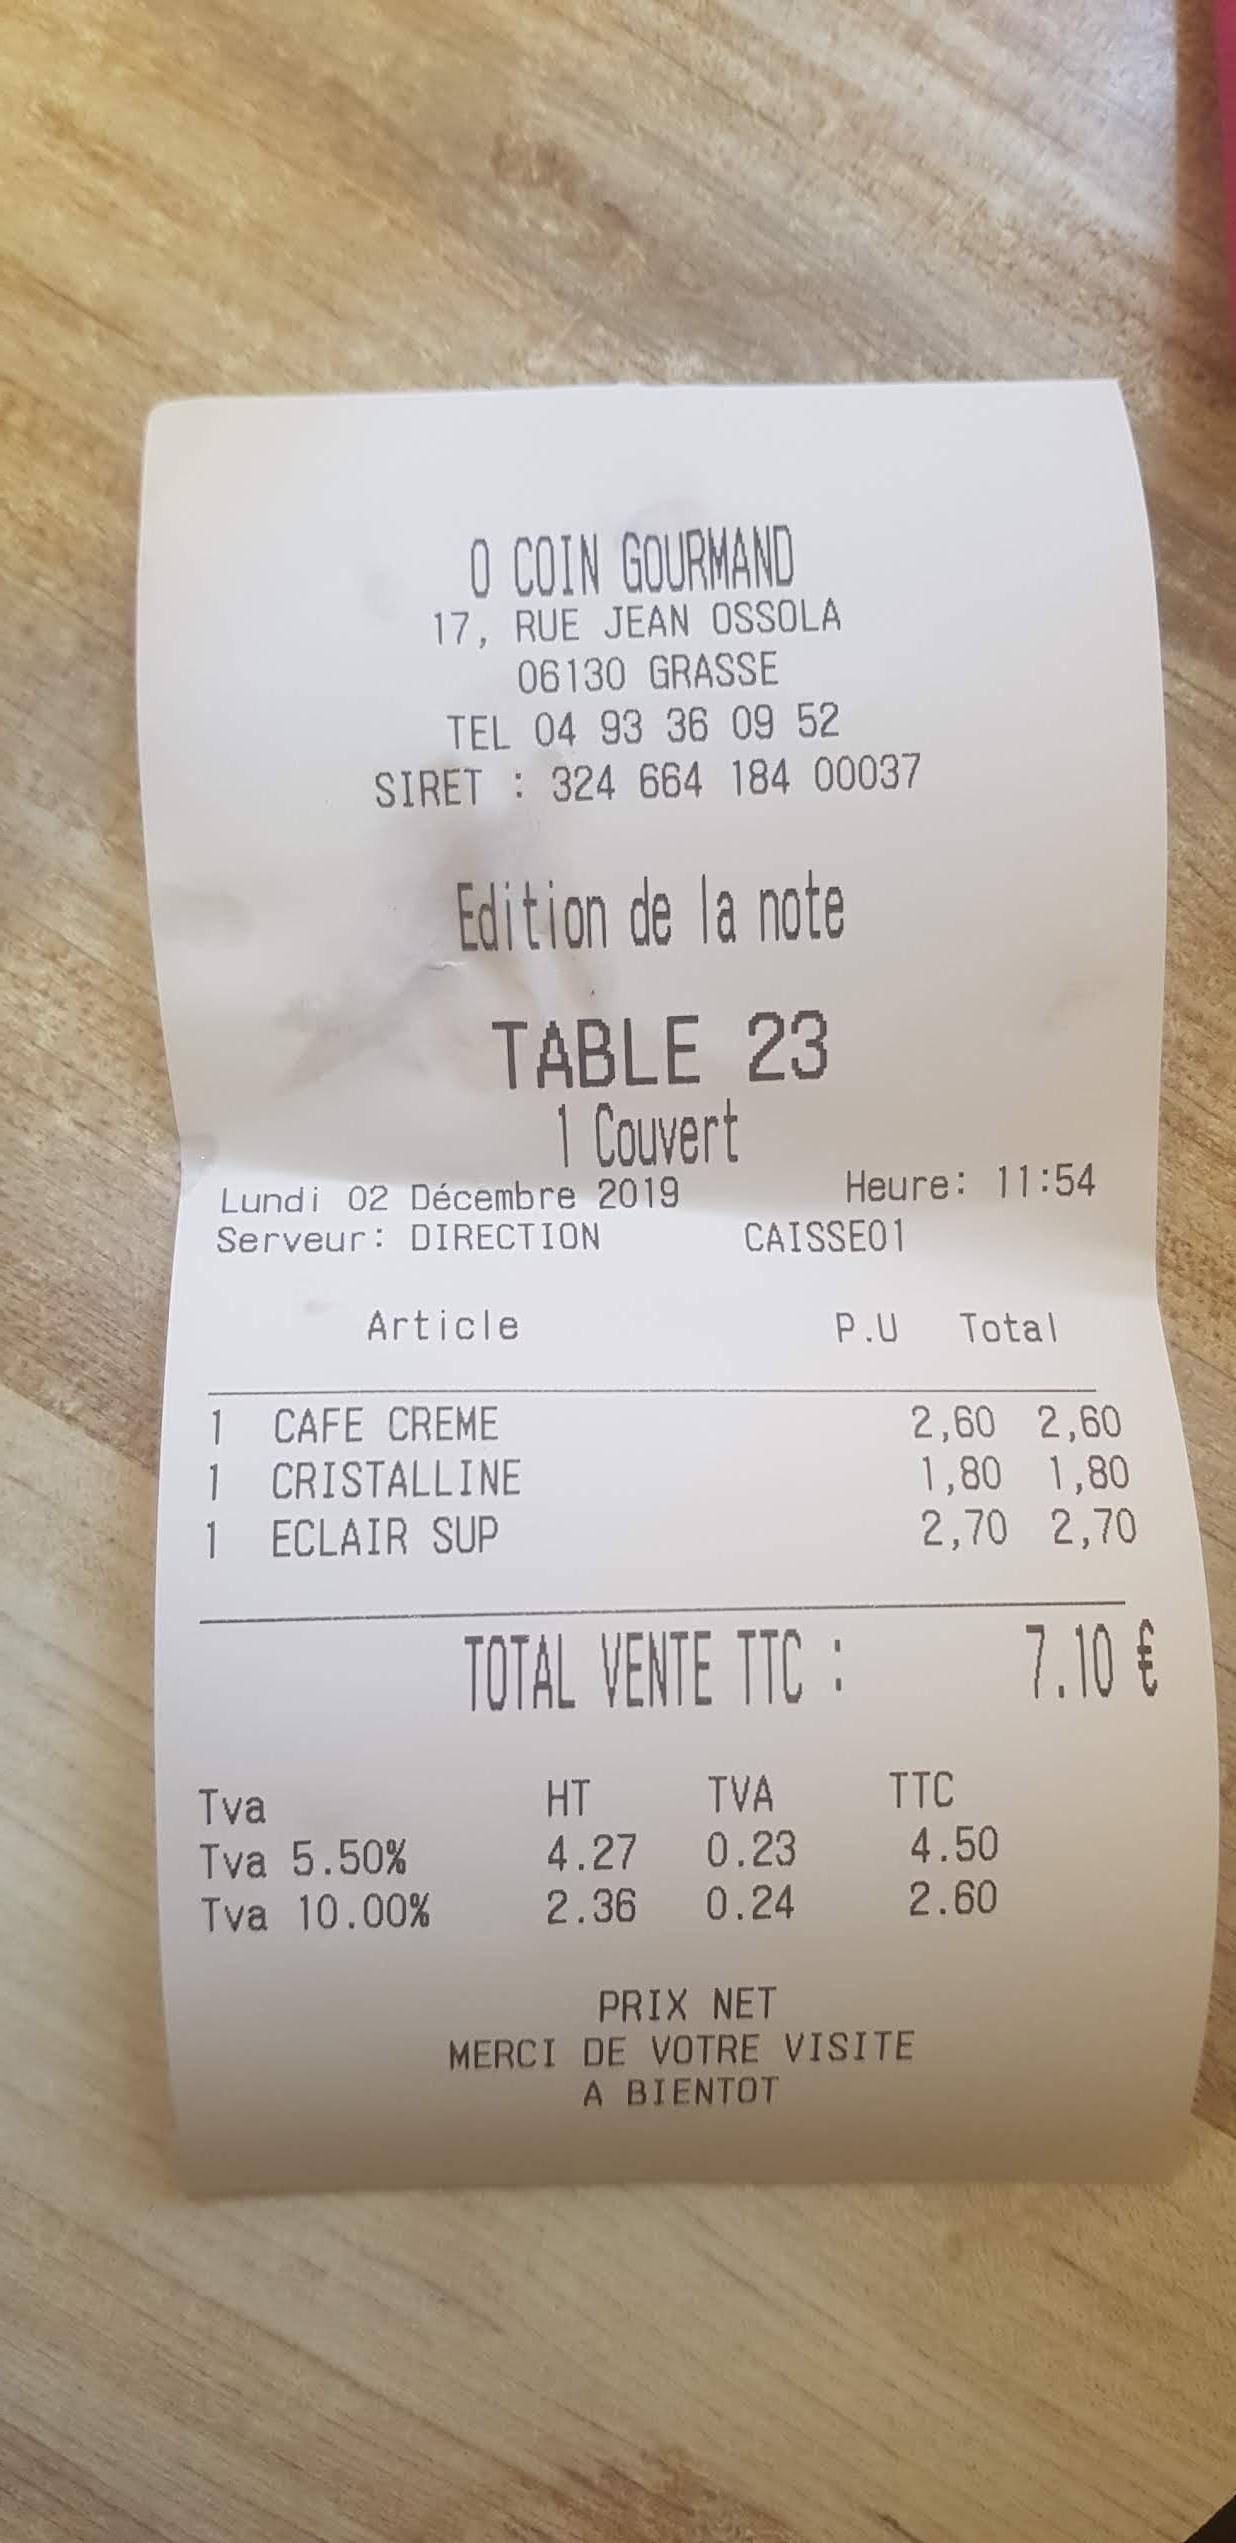 O COIN GOURMAND
17, RUE JEAN OSSOLA
06130 GRASSE
TEL 04 93 36 09 52
SIRET : 324 664 184 00037
Edition de la note
TABLE 23
1 Couvert
Lundi 02 Décembre 2019 Heure: 11:54
Serveur: DIRECTION CAISSE01
Article P.U Total
1 CAFE CREME 2,60 2,60
1 CRISTALLINE 1,80 1,80
1 ECLAIR SUP 2,70 2,70
TOTAL VENTE TTC : 7.10 €
Tva HT TVA TTC
Tva 5.50% 4.27 0.23 4.50
Tva 10.00% 2.36 0.24 2.60
PRIX NET
MERCI DE VOTRE VISITE
A BIENTOT